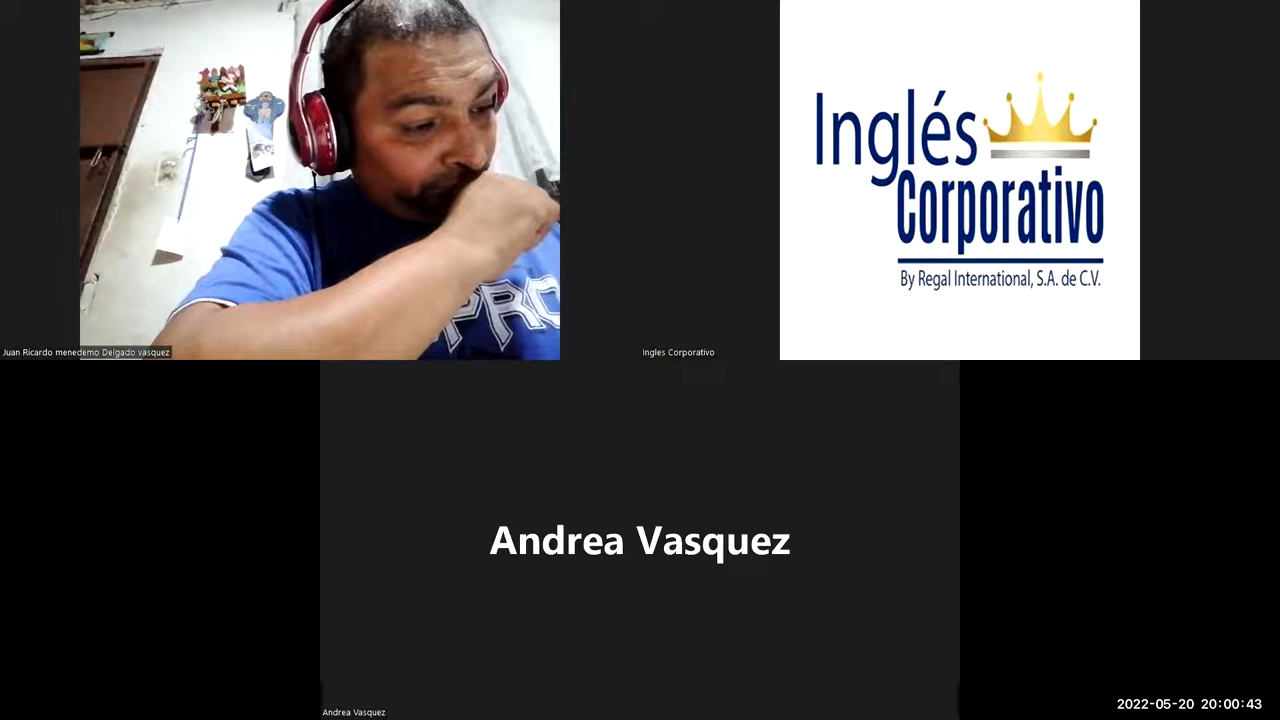 Inglés
Corporativo
By Regal International, S.A. de C.V.
PRO
Juan Ricardo menedemo Delgado vasquez
Ingles Corporativo
Andrea Vasquez
Andrea Vasquez
2022-05-20 20:00:43